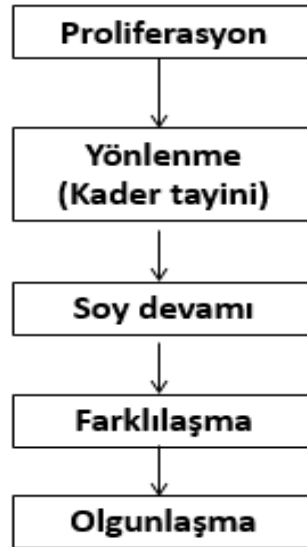 Proliferasyon
Yönlenme
(Kader tayini)
Soy devamı
Farklılaşma
Olgunlaşma